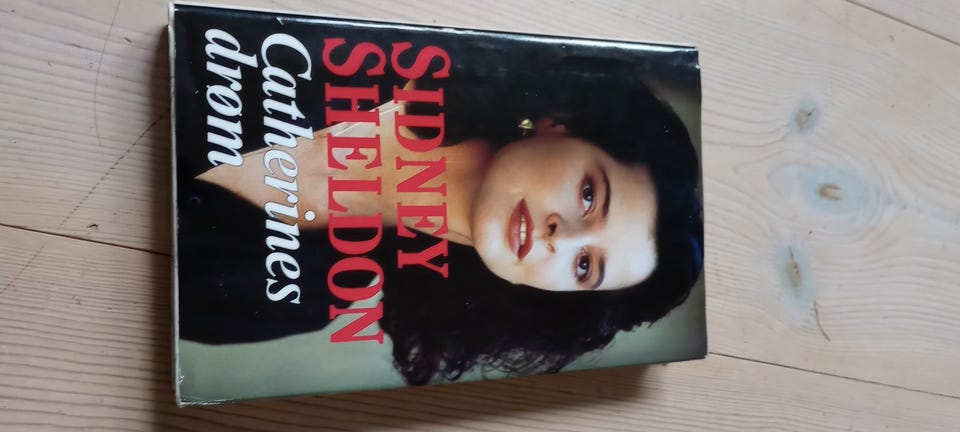 SIDNEY
SHELDON
Catherines
drøm